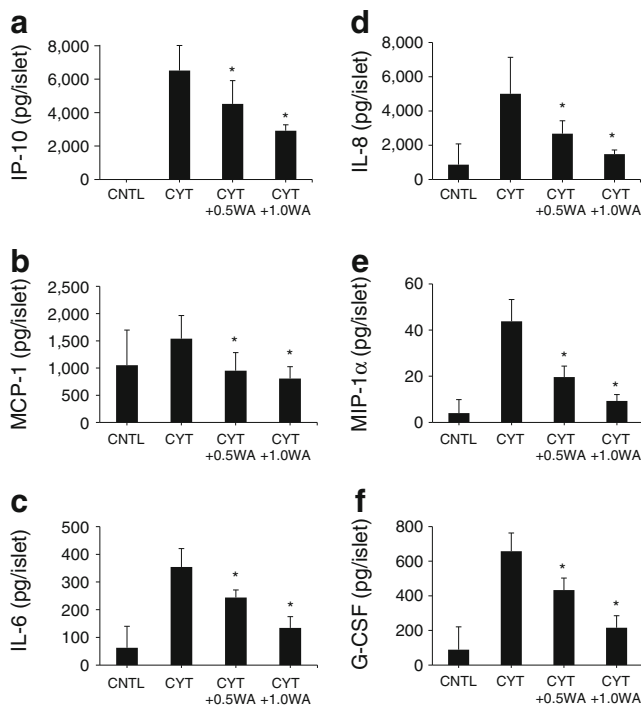 a
IP-10 (pg/islet)
8,000
6,000
4,000
2,000
0
* *
CNTL CYT CYT CYT
+0.5WA +1.0WA
b
MCP-1 (pg/islet)
2,500
2,000
1,500
1,000
500
0
* *
CNTL CYT CYT CYT
+0.5WA +1.0WA
c
IL-6 (pg/islet)
500
400
300
200
100
0
* *
CNTL CYT CYT CYT
+0.5WA +1.0WA
d
IL-8 (pg/islet)
8,000
6,000
4,000
2,000
0
* *
CNTL CYT CYT CYT
+0.5WA +1.0WA
e
MIP-1α (pg/islet)
60
40
20
0
* *
CNTL CYT CYT CYT
+0.5WA +1.0WA
f
G-CSF (pg/islet)
800
600
400
200
0
* *
CNTL CYT CYT CYT
+0.5WA +1.0WA